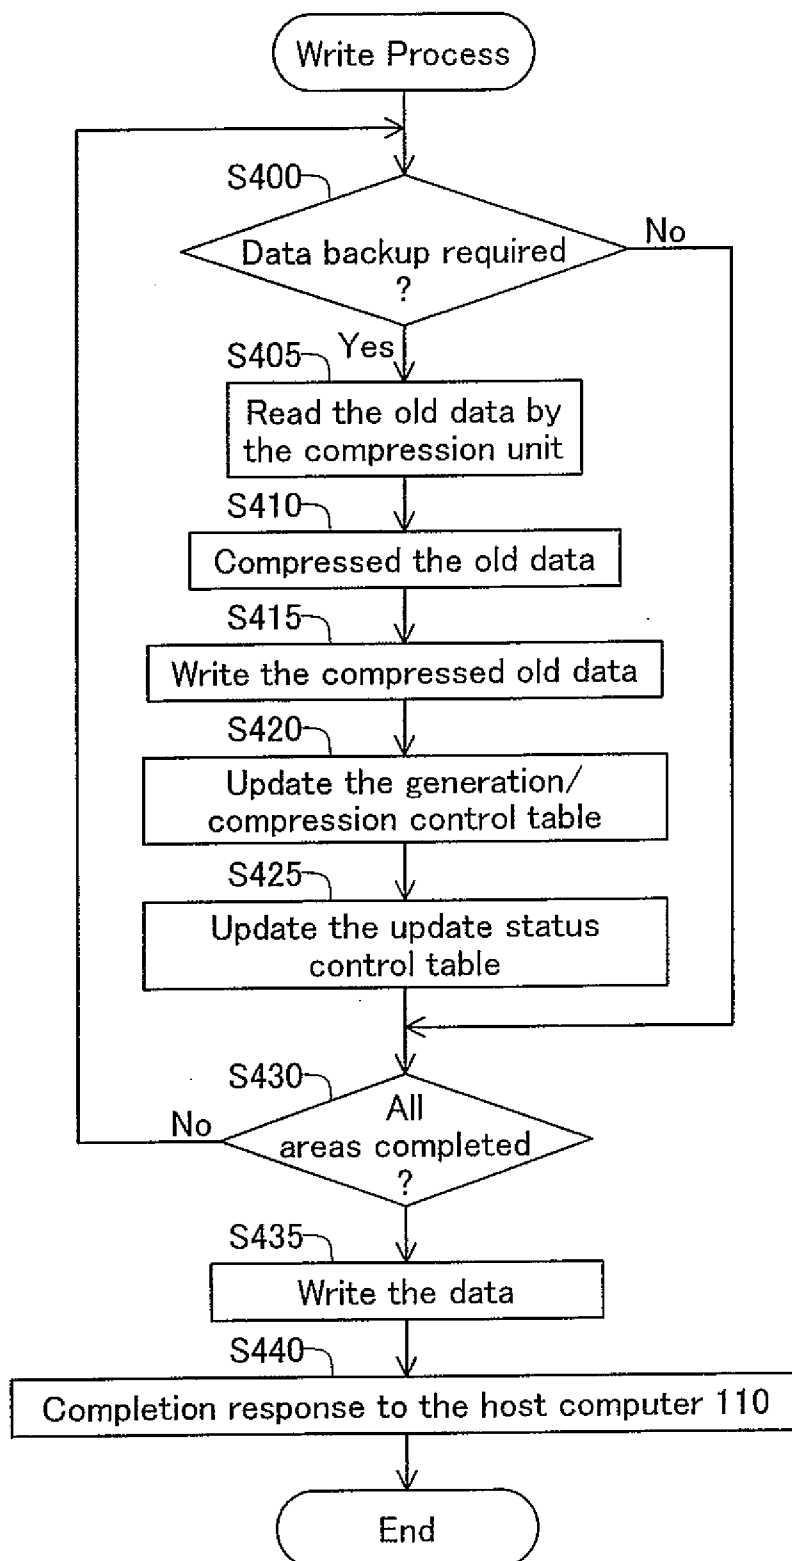 Write Process
S400
Data backup required
?
No
Yes
S405
Read the old data by
the compression unit
S410
Compressed the old data
S415
Write the compressed old data
S420
Update the generation/
compression control table
S425
Update the update status
control table
S430
All
areas completed
?
No
S435
Write the data
S440
Completion response to the host computer 110
End